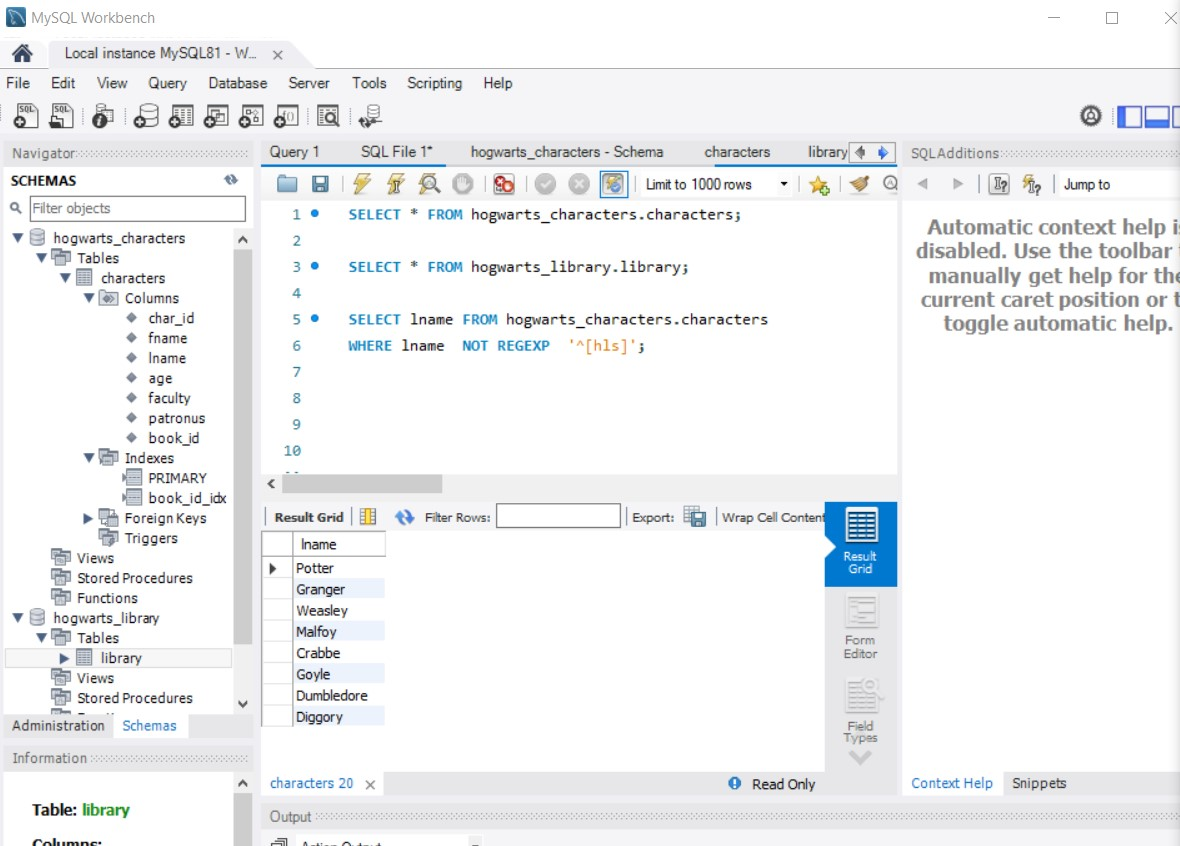 MySQL Workbench
Local instance MySQL81 - W...
File Edit View Query Database Server Tools Scripting Help
Navigator
SCHEMAS
Filter objects
hogwarts_characters
Tables
characters
Columns
char_id
fname
lname
age
faculty
patronus
book_id
Indexes
PRIMARY
book_id_idx
Foreign Keys
Triggers
Views
Stored Procedures
Functions
hogwarts_library
Tables
library
Views
Stored Procedures
Administration Schemas
Information
Table: library
Columns:
Query 1 SQL File 1* hogwarts_characters - Schema characters library
Limit to 1000 rows
1 SELECT * FROM hogwarts_characters.characters;
2
3 SELECT * FROM hogwarts_library.library;
4
5 SELECT lname FROM hogwarts_characters.characters
6 WHERE lname NOT REGEXP '^[hls]';
7
8
9
10
Result Grid Filter Rows: Export: Wrap Cell Content
lname
Potter
Granger
Weasley
Malfoy
Crabbe
Goyle
Dumbledore
Diggory
Result
Grid
Form
Editor
Field
Types
characters 20 Read Only
Output
Action Output
SQLAdditions
Jump to
Automatic context help is
disabled. Use the toolbar
manually get help for the
current caret position or
toggle automatic help.
Context Help Snippets